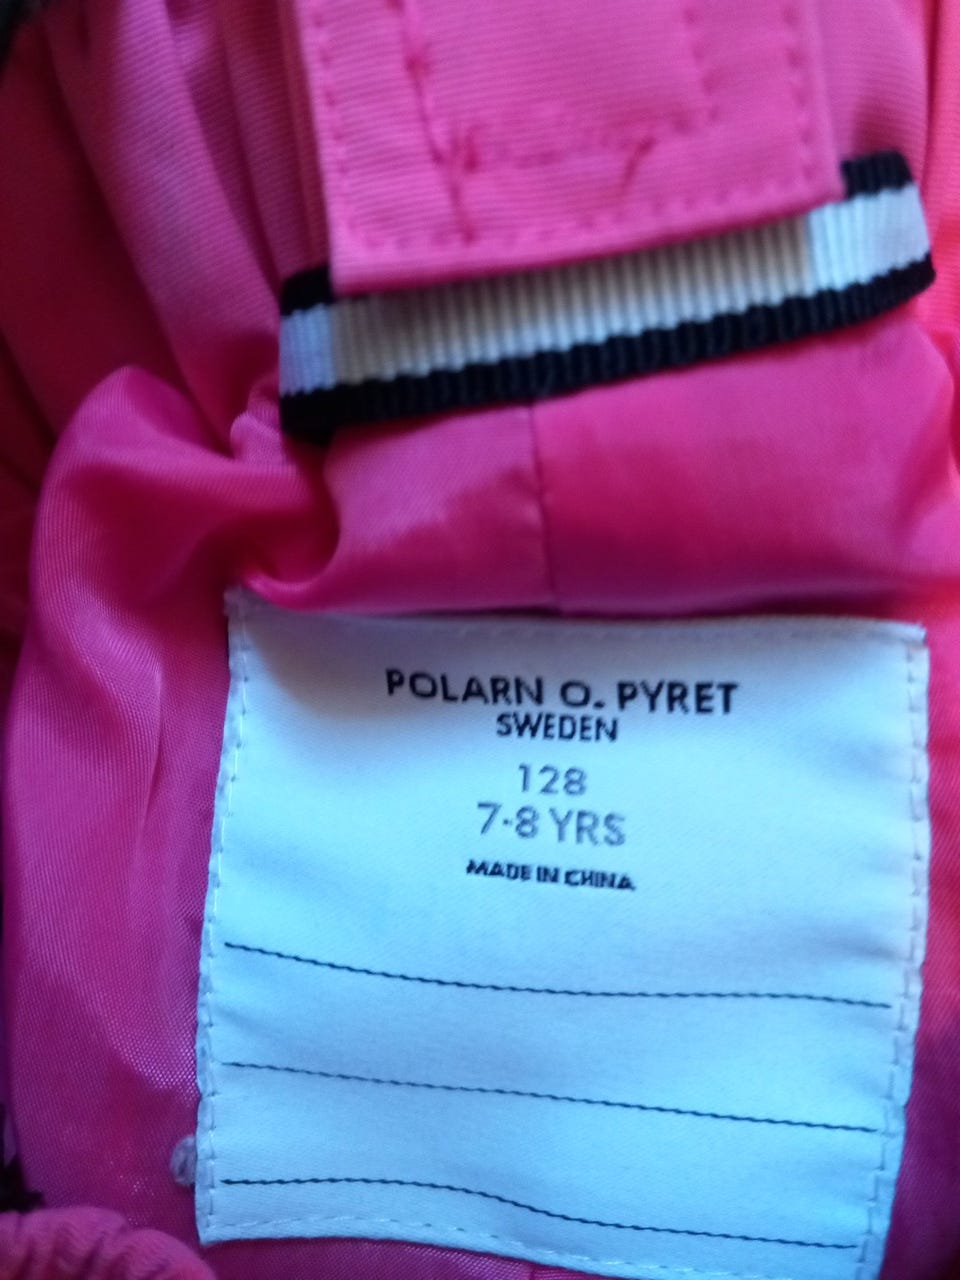 POLARN O. PYRET
SWEDEN
128
7-8 YRS
MADE IN CHINA